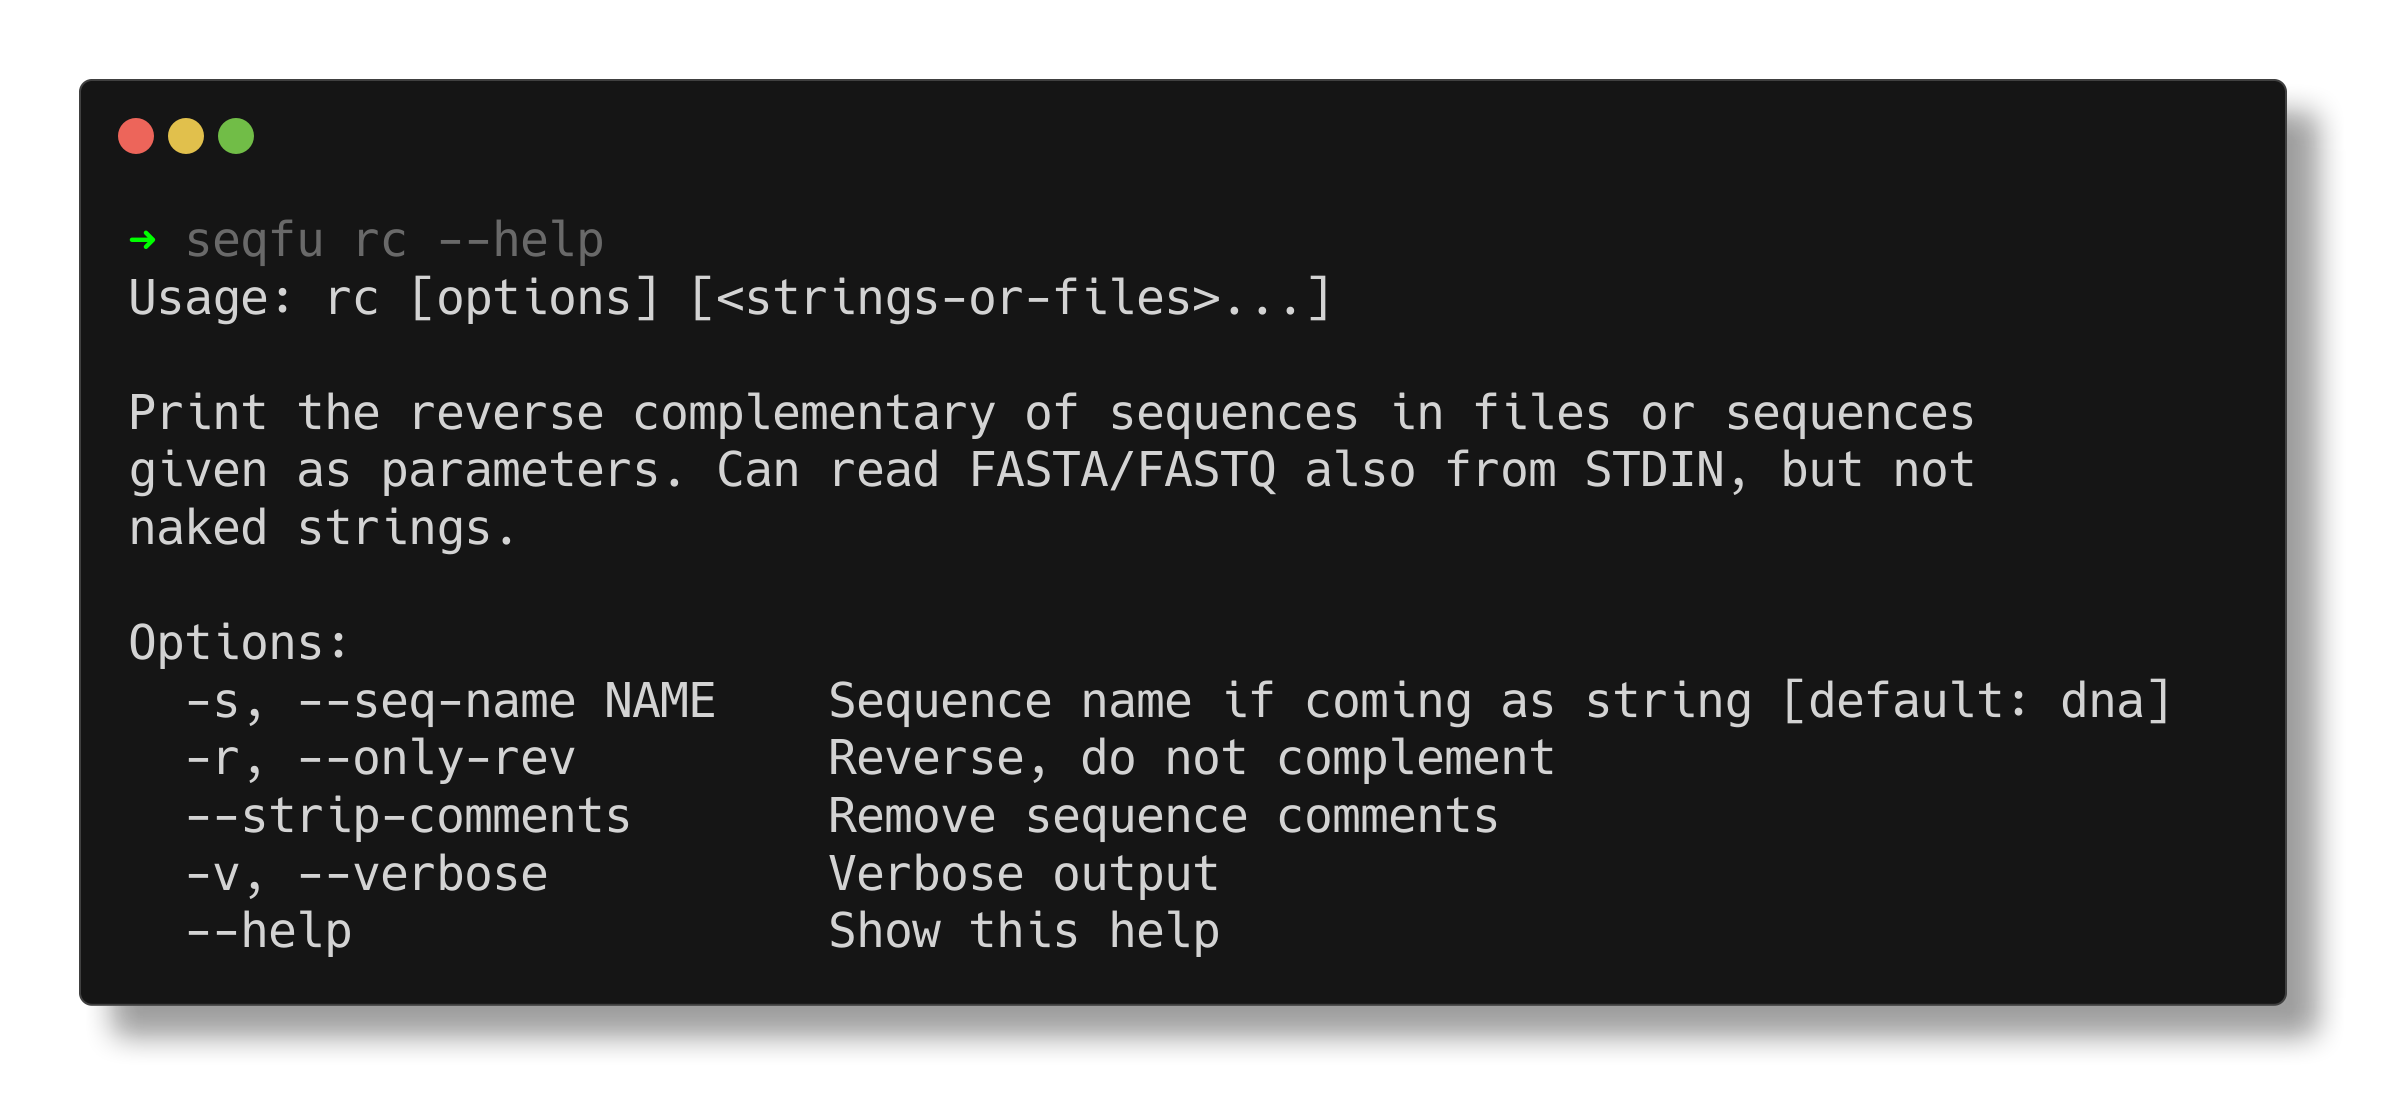 ➜ seqfu rc --help
Usage: rc [options] [<strings-or-files>...]
Print the reverse complementary of sequences in files or sequences
given as parameters. Can read FASTA/FASTQ also from STDIN, but not
naked strings.
Options:
  -s, --seq-name NAME    Sequence name if coming as string [default: dna]
  -r, --only-rev         Reverse, do not complement
  --strip-comments       Remove sequence comments
  -v, --verbose          Verbose output
  --help                 Show this help